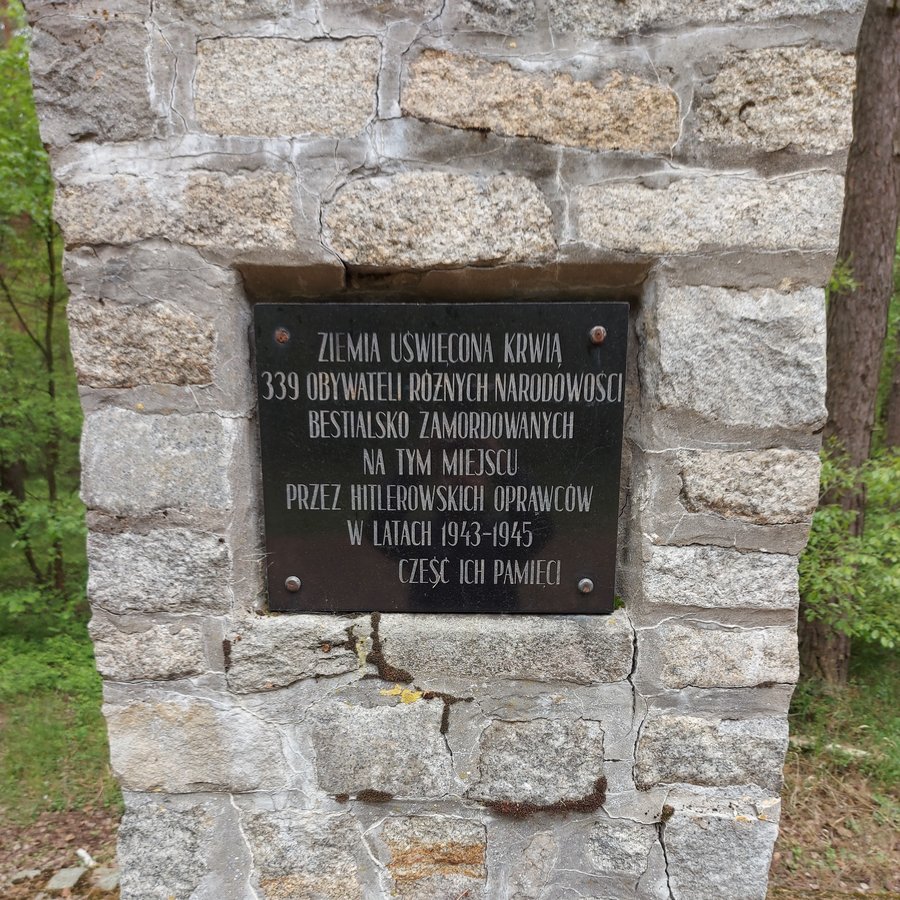 ZIEMIA UŚWIĘCONA KRWIĄ
339 OBYWATELI RÓŻNYCH NARODOWOŚCI
BESTIALSKO ZAMORDOWANYCH
NA TYM MIEJSCU
PRZEZ HITLEROWSKICH OPRAWCÓW
W LATACH 1943-1945
CZEŚĆ ICH PAMIĘCI